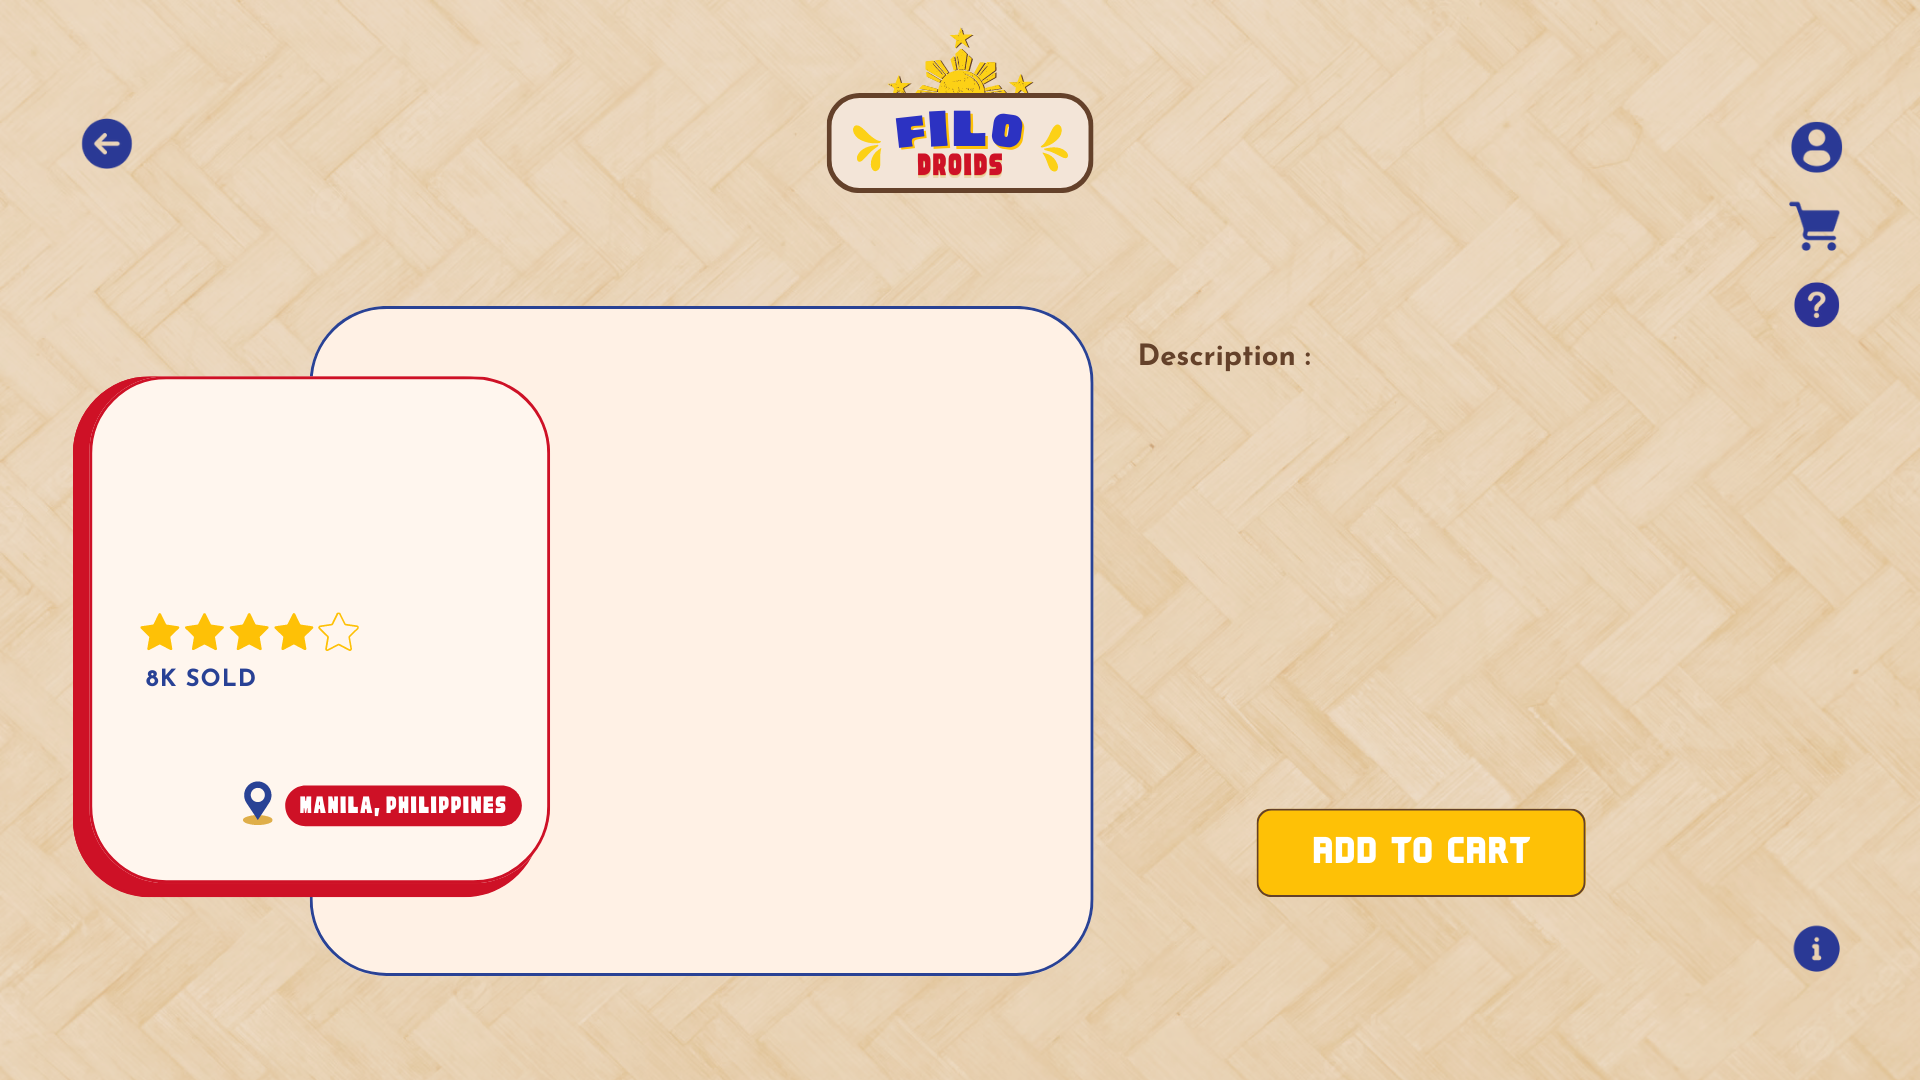 FILO
DROIDS
Description :
8K SOLD
MANILA, PHILIPPINES
ADD TO CART